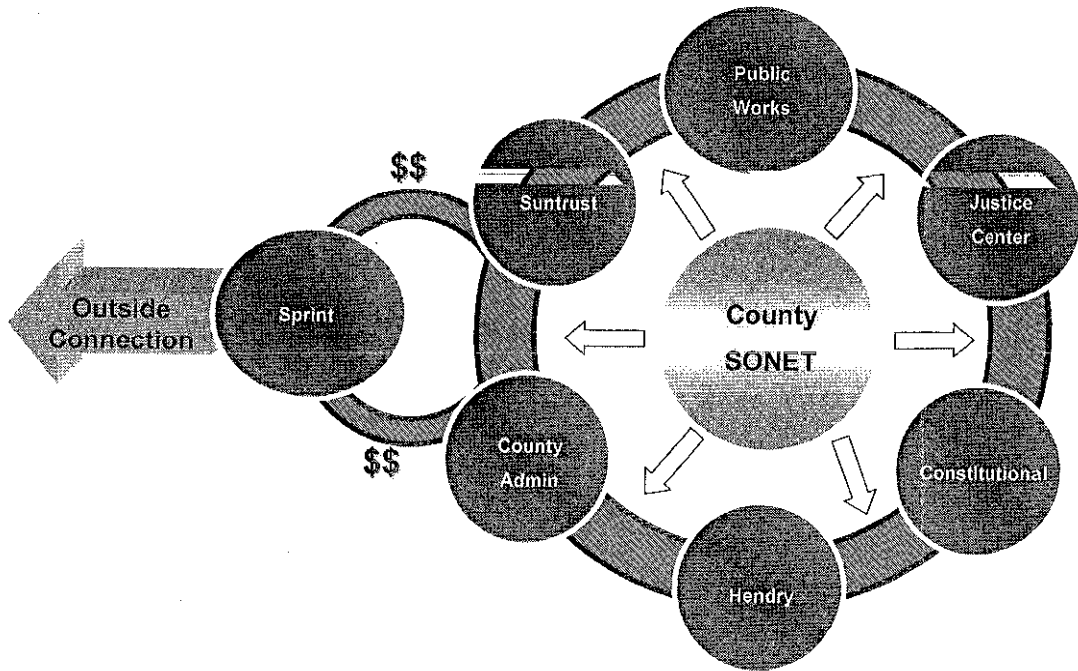 Public
Works
$$
Suntrust
Justice
Center
Outside
Connection
Sprint
County
SONET
County
Admin
$$
Constitutional
Hendry